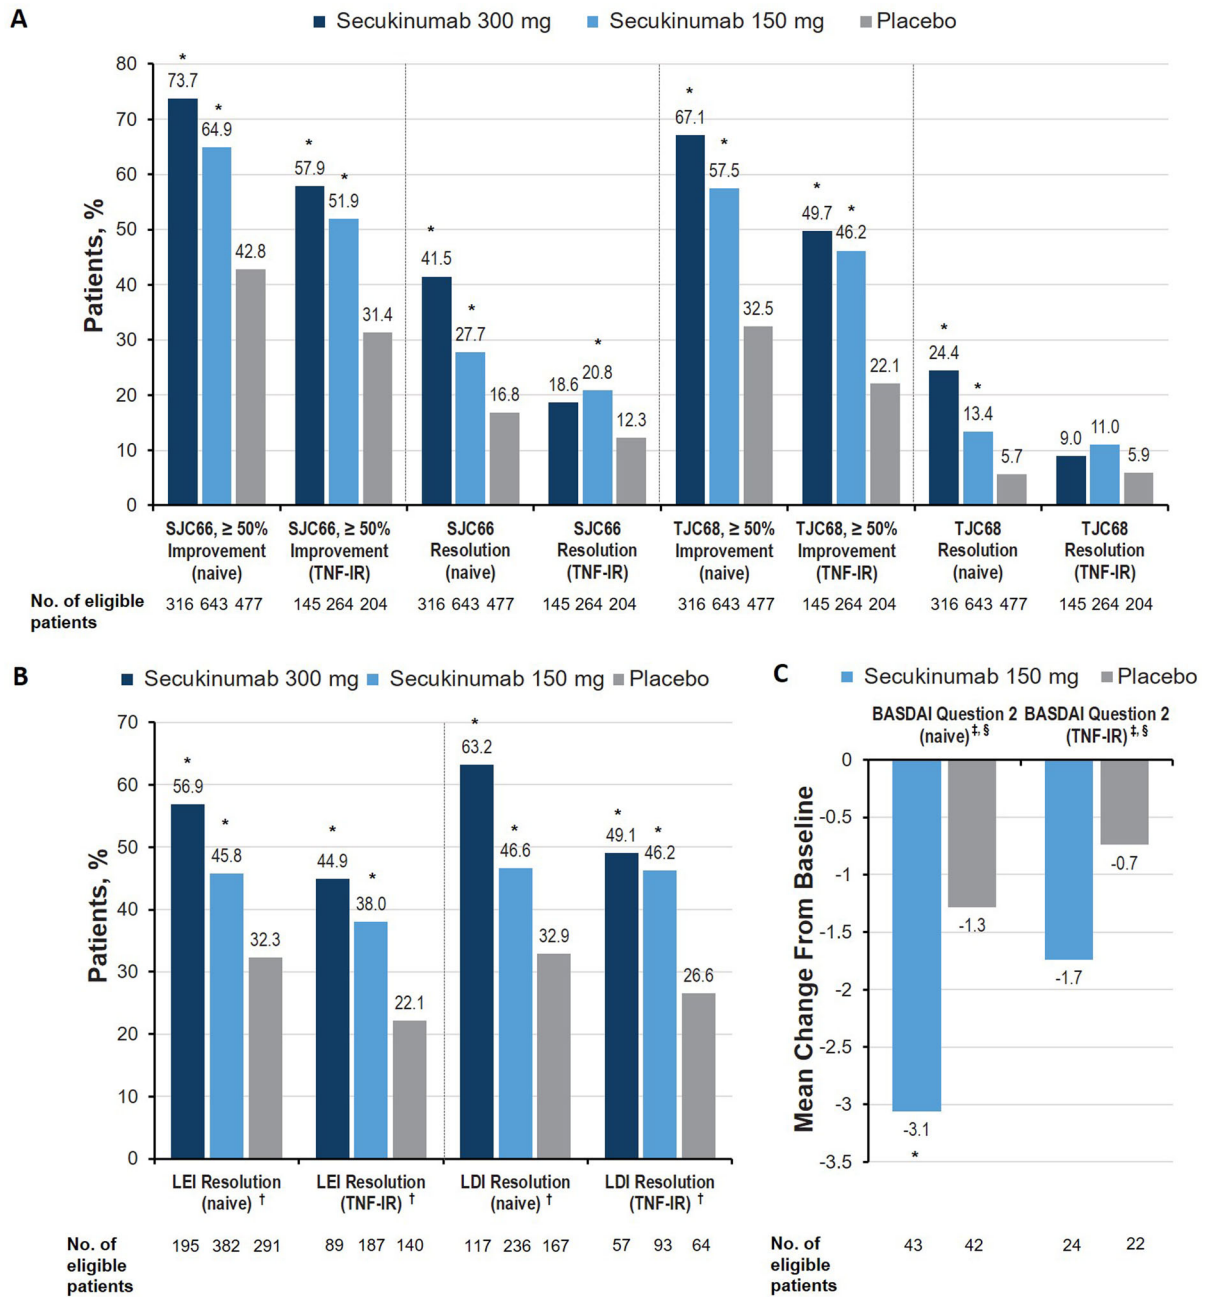 A
Secukinumab 300 mg Secukinumab 150 mg Placebo
Patients, %
80
70
60
50
40
30
20
10
0
*
73.7
*
64.9
42.8
*
57.9
*
51.9
31.4
*
41.5
*
27.7
16.8
18.6
*
20.8
12.3
*
67.1
*
57.5
32.5
*
49.7
*
46.2
22.1
*
24.4
*
13.4
5.7
9.0
11.0
5.9
SJC66, ≥ 50%
Improvement
(naive)
SJC66, ≥ 50%
Improvement
(TNF-IR)
SJC66
Resolution
(naive)
SJC66
Resolution
(TNF-IR)
TJC68, ≥ 50%
Improvement
(naive)
TJC68, ≥ 50%
Improvement
(TNF-IR)
TJC68
Resolution
(naive)
TJC68
Resolution
(TNF-IR)
No. of eligible
patients
316 643 477 145 264 204 316 643 477 145 264 204 316 643 477 145 264 204 316 643 477 145 264 204
B
Secukinumab 300 mg Secukinumab 150 mg Placebo
Patients, %
70
60
50
40
30
20
10
0
*
56.9
*
45.8
32.3
*
44.9
*
38.0
22.1
*
63.2
*
46.6
32.9
*
49.1
*
46.2
26.6
LEI Resolution
(naive) †
LEI Resolution
(TNF-IR) †
LDI Resolution
(naive) †
LDI Resolution
(TNF-IR) †
No. of
eligible
patients
195 382 291 89 187 140 117 236 167 57 93 64
C
Secukinumab 150 mg Placebo
BASDAI Question 2
(naive) ‡, §
BASDAI Question 2
(TNF-IR) ‡, §
Mean Change From Baseline
0
-0.5
-1
-1.5
-2
-2.5
-3
-3.5
-3.1
*
-1.3
-1.7
-0.7
No. of
eligible
patients
43 42 24 22